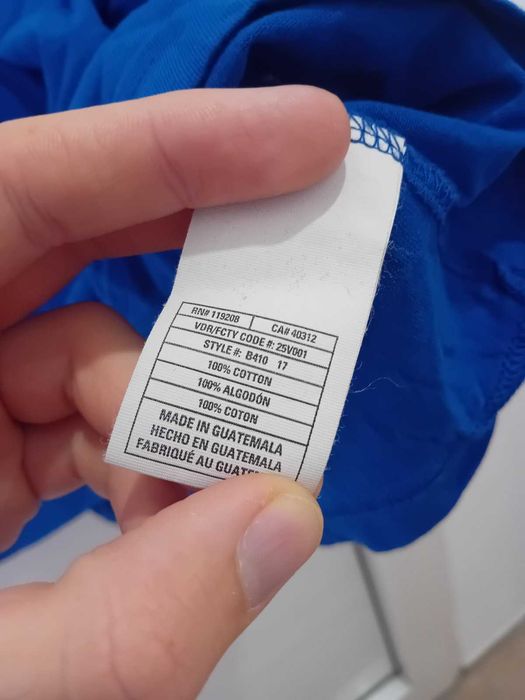 RN# 119208 CA# 40312
VDR/FCTY CODE #: 25V001
STYLE #: B410 17
100% COTTON
100% ALGODÓN
100% COTON
MADE IN GUATEMALA
HECHO EN GUATEMALA
FABRIQUÉ AU